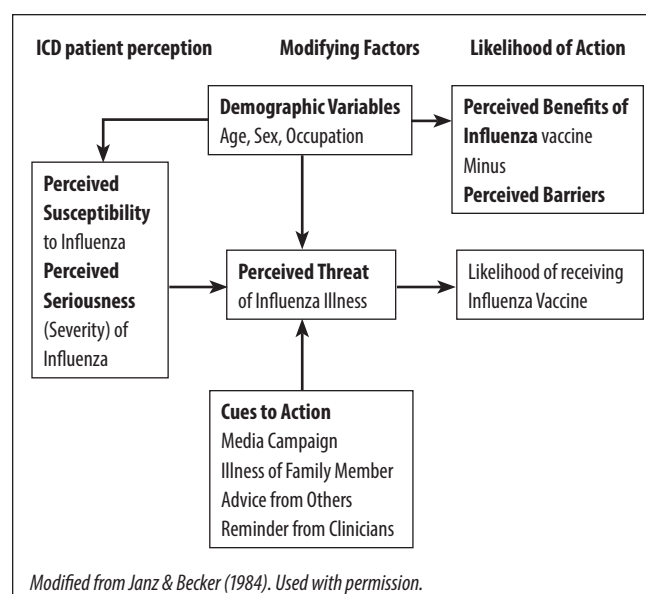 ICD patient perception
Modifying Factors
Likelihood of Action
Demographic Variables
Age, Sex, Occupation
Perceived Benefits of
Influenza vaccine
Minus
Perceived Barriers
Perceived
Susceptibility
to Influenza
Perceived
Seriousness
(Severity) of
Influenza
Perceived Threat
of Influenza Illness
Likelihood of receiving
Influenza Vaccine
Cues to Action
Media Campaign
Illness of Family Member
Advice from Others
Reminder from Clinicians
Modified from Janz & Becker (1984). Used with permission.